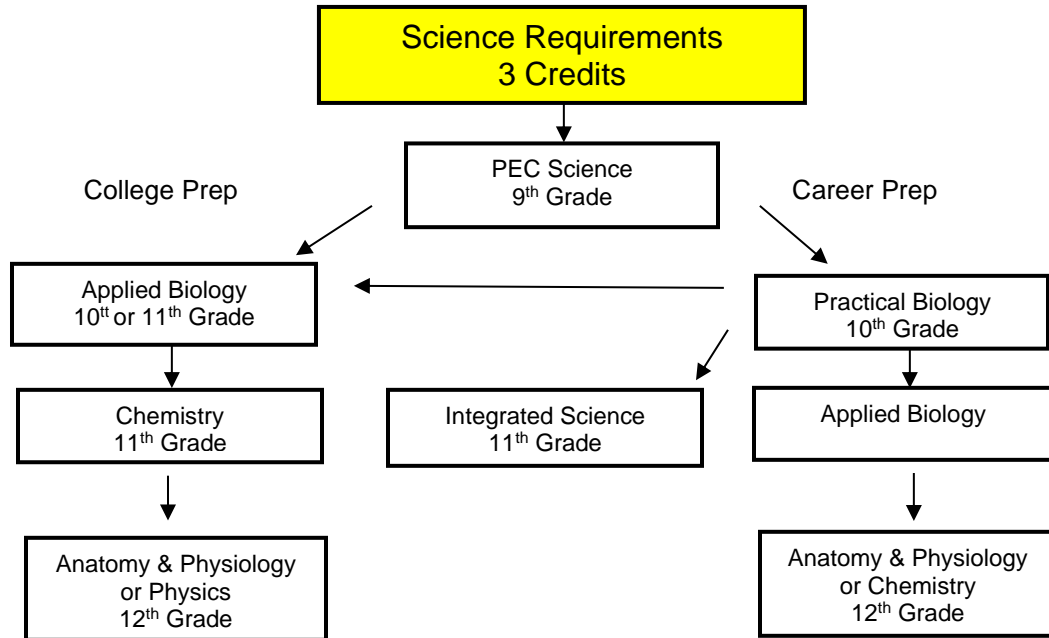 Science Requirements
3 Credits
PEC Science
9th Grade
College Prep
Career Prep
Applied Biology
10tt or 11th Grade
Practical Biology
10th Grade
Chemistry
11th Grade
Integrated Science
11th Grade
Applied Biology
Anatomy & Physiology
or Physics
12th Grade
Anatomy & Physiology
or Chemistry
12th Grade